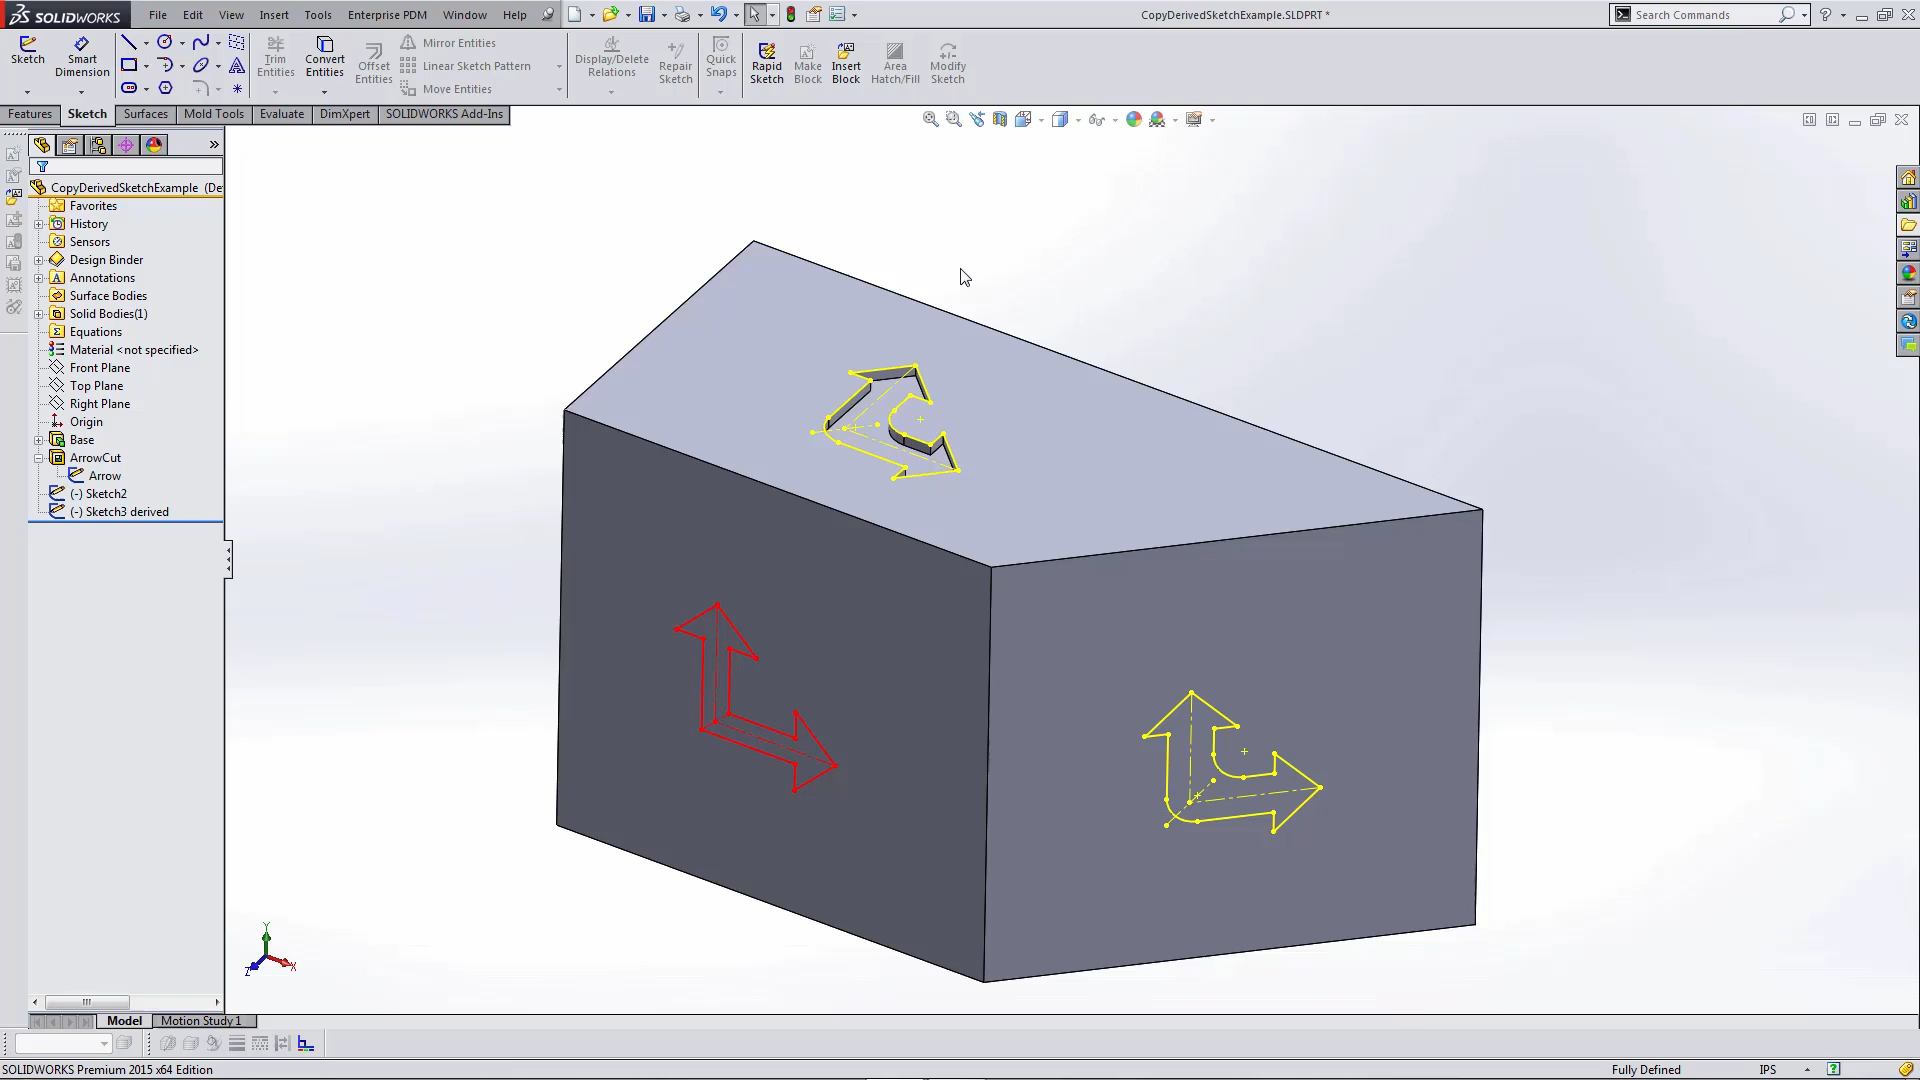 SOLIDWORKS File Edit View Insert Tools Enterprise PDM Window Help
CopyDerivedSketchExample.SLDPRT *
Search Commands
Sketch
Smart Dimension
Trim Entities
Convert Entities
Offset Entities
Mirror Entities
Linear Sketch Pattern
Move Entities
Display/Delete Relations
Repair Sketch
Quick Snaps
Rapid Sketch
Make Block
Insert Block
Area Hatch/Fill
Modify Sketch
Features Sketch Surfaces Mold Tools Evaluate DimXpert SOLIDWORKS Add-Ins
CopyDerivedSketchExample (De
Favorites
History
Sensors
Design Binder
Annotations
Surface Bodies
Solid Bodies(1)
Equations
Material <not specified>
Front Plane
Top Plane
Right Plane
Origin
Base
ArrowCut
Arrow
(-) Sketch2
(-) Sketch3 derived
Y
Z
X
Model Motion Study 1
SOLIDWORKS Premium 2015 x64 Edition
Fully Defined
IPS